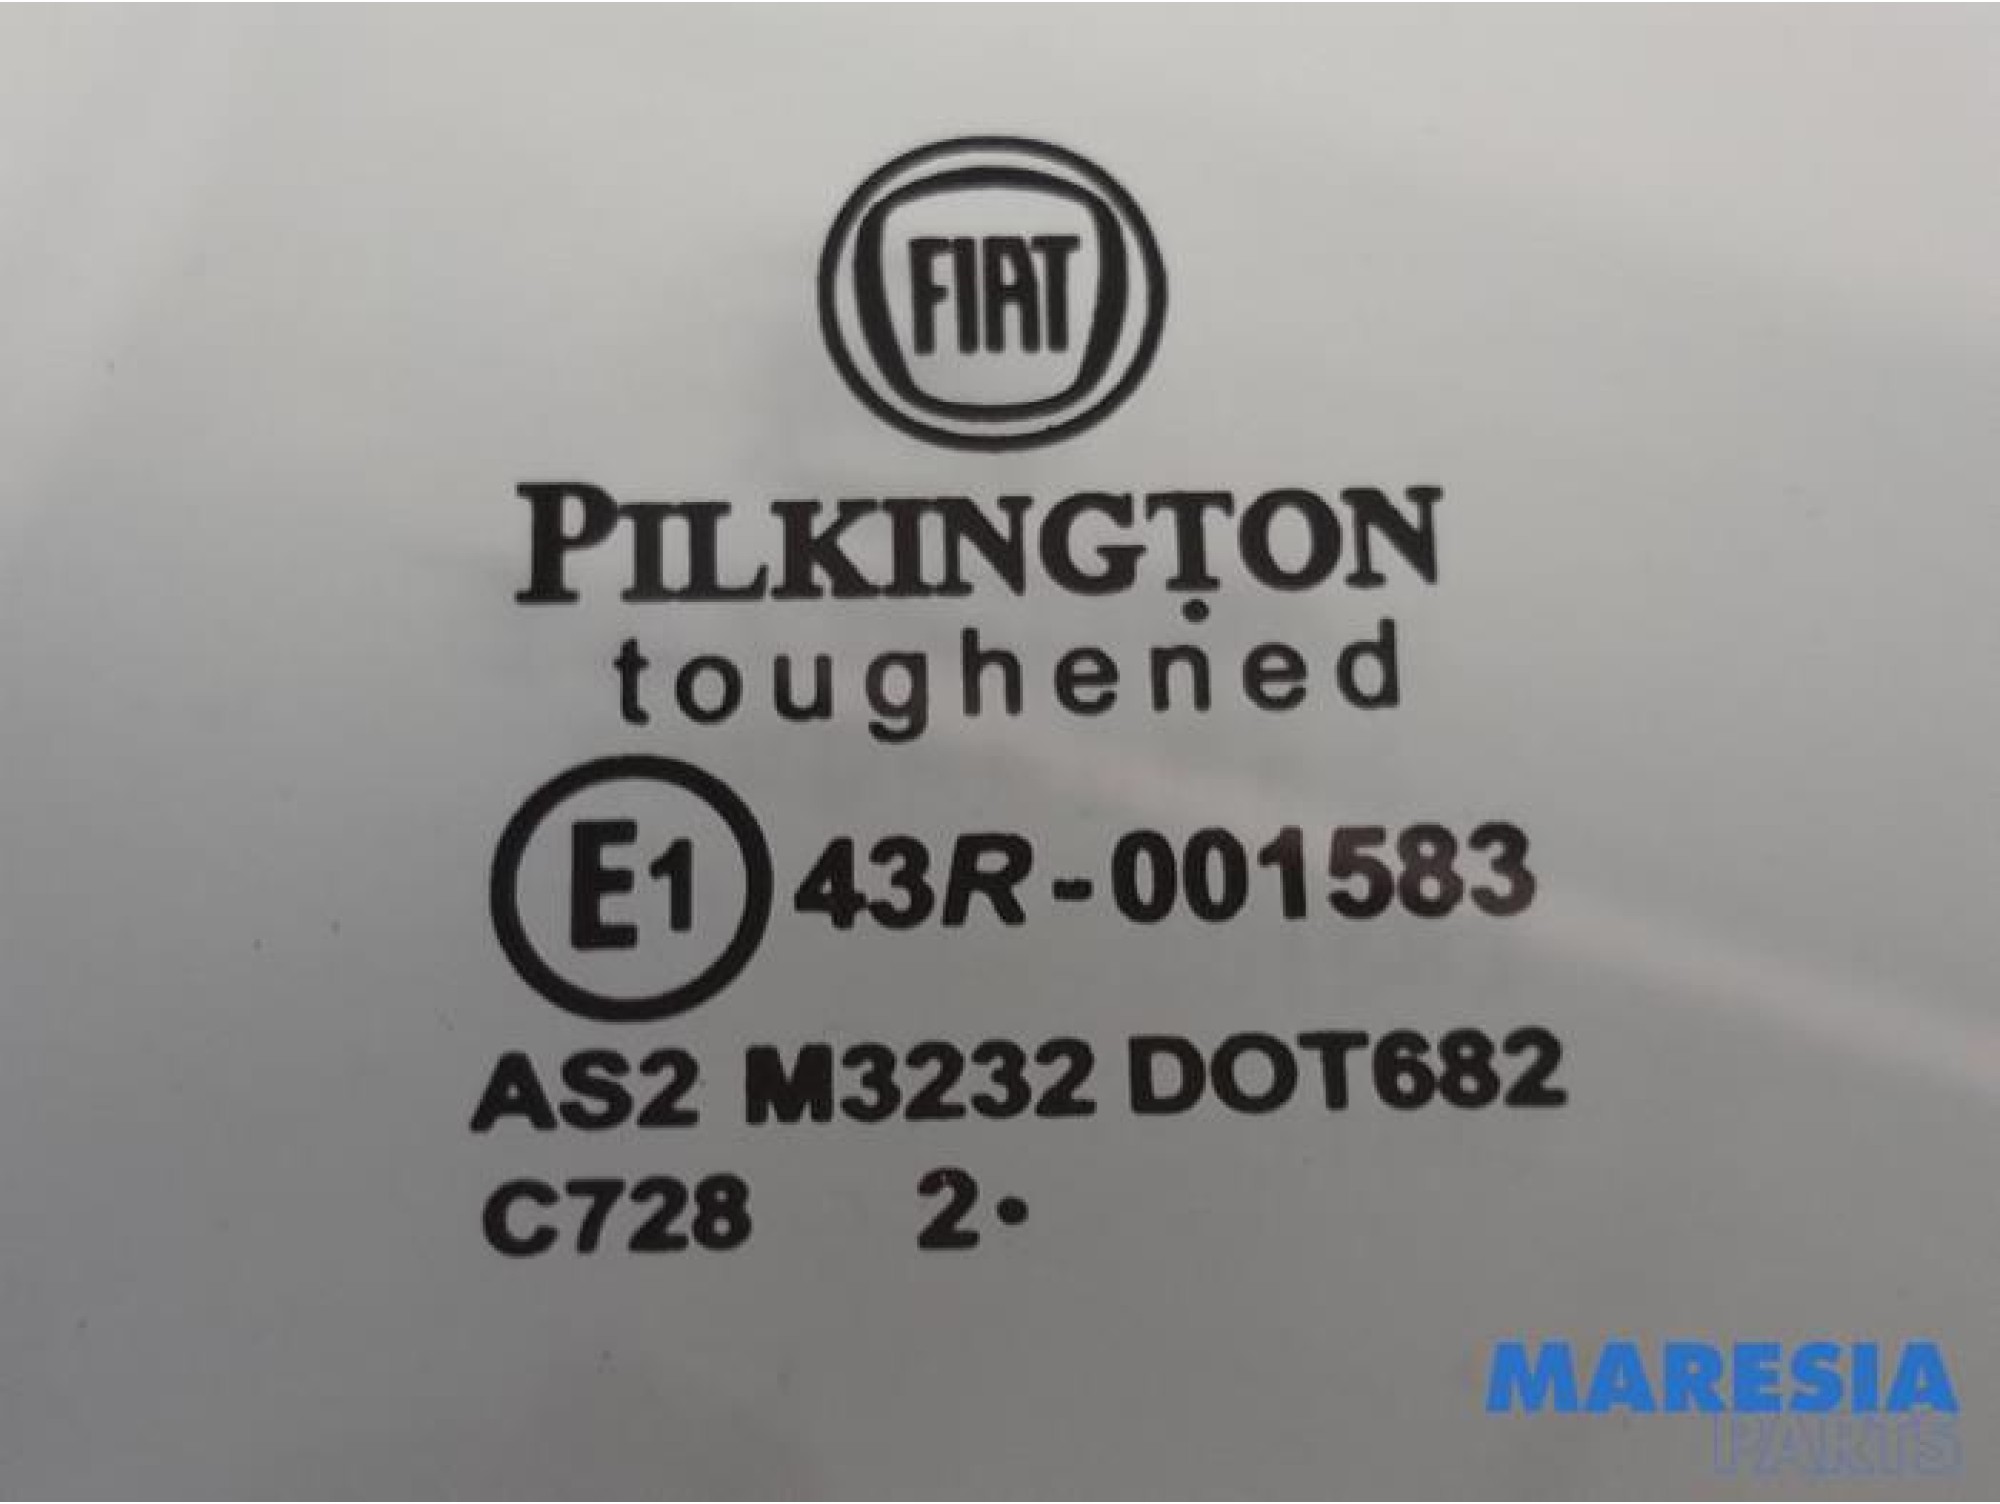 FIAT
PILKINGTON
toughened
E1 43R-001583
AS2 M3232 DOT682
C728 2•
MARESIA
PARTS